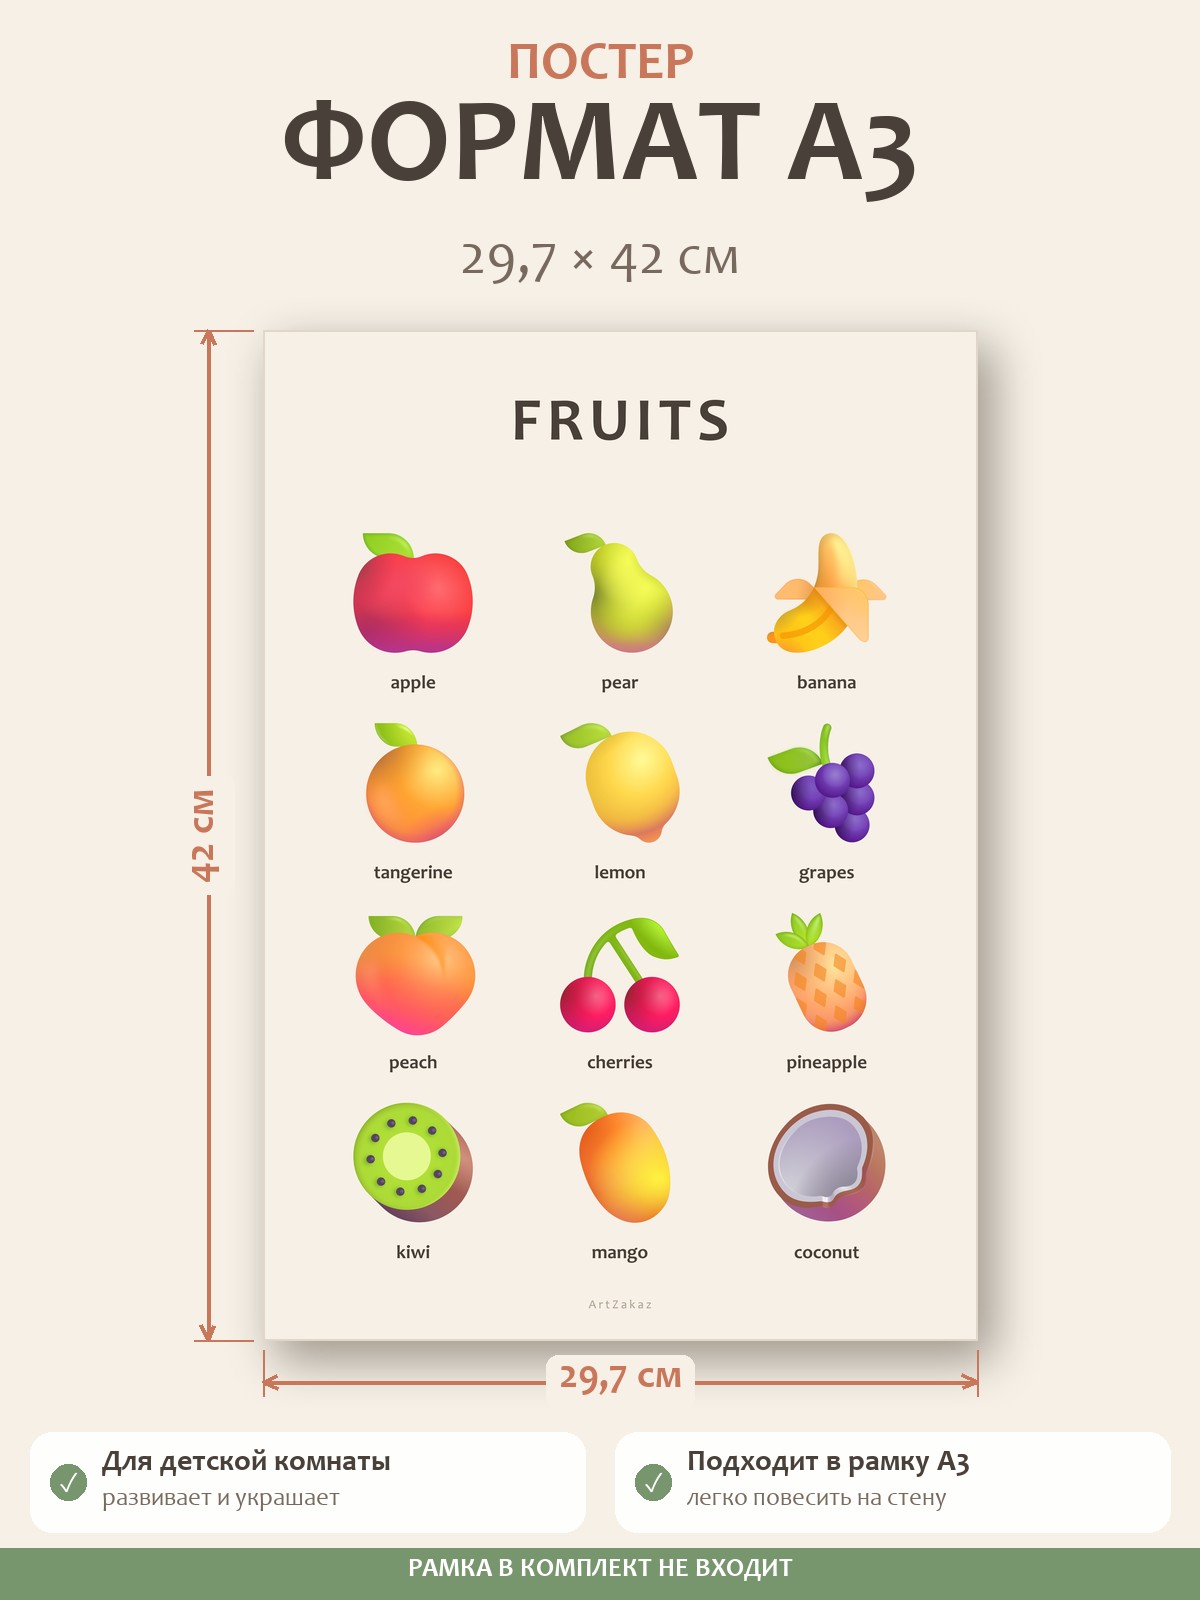 ПОСТЕР
ФОРМАТ А3
29,7 × 42 см
FRUITS
apple pear banana
tangerine lemon grapes
42 см
peach cherries pineapple
kiwi mango coconut
ArtZakaz
29,7 см
Для детской комнаты
развивает и украшает
Подходит в рамку А3
легко повесить на стену
РАМКА В КОМПЛЕКТ НЕ ВХОДИТ